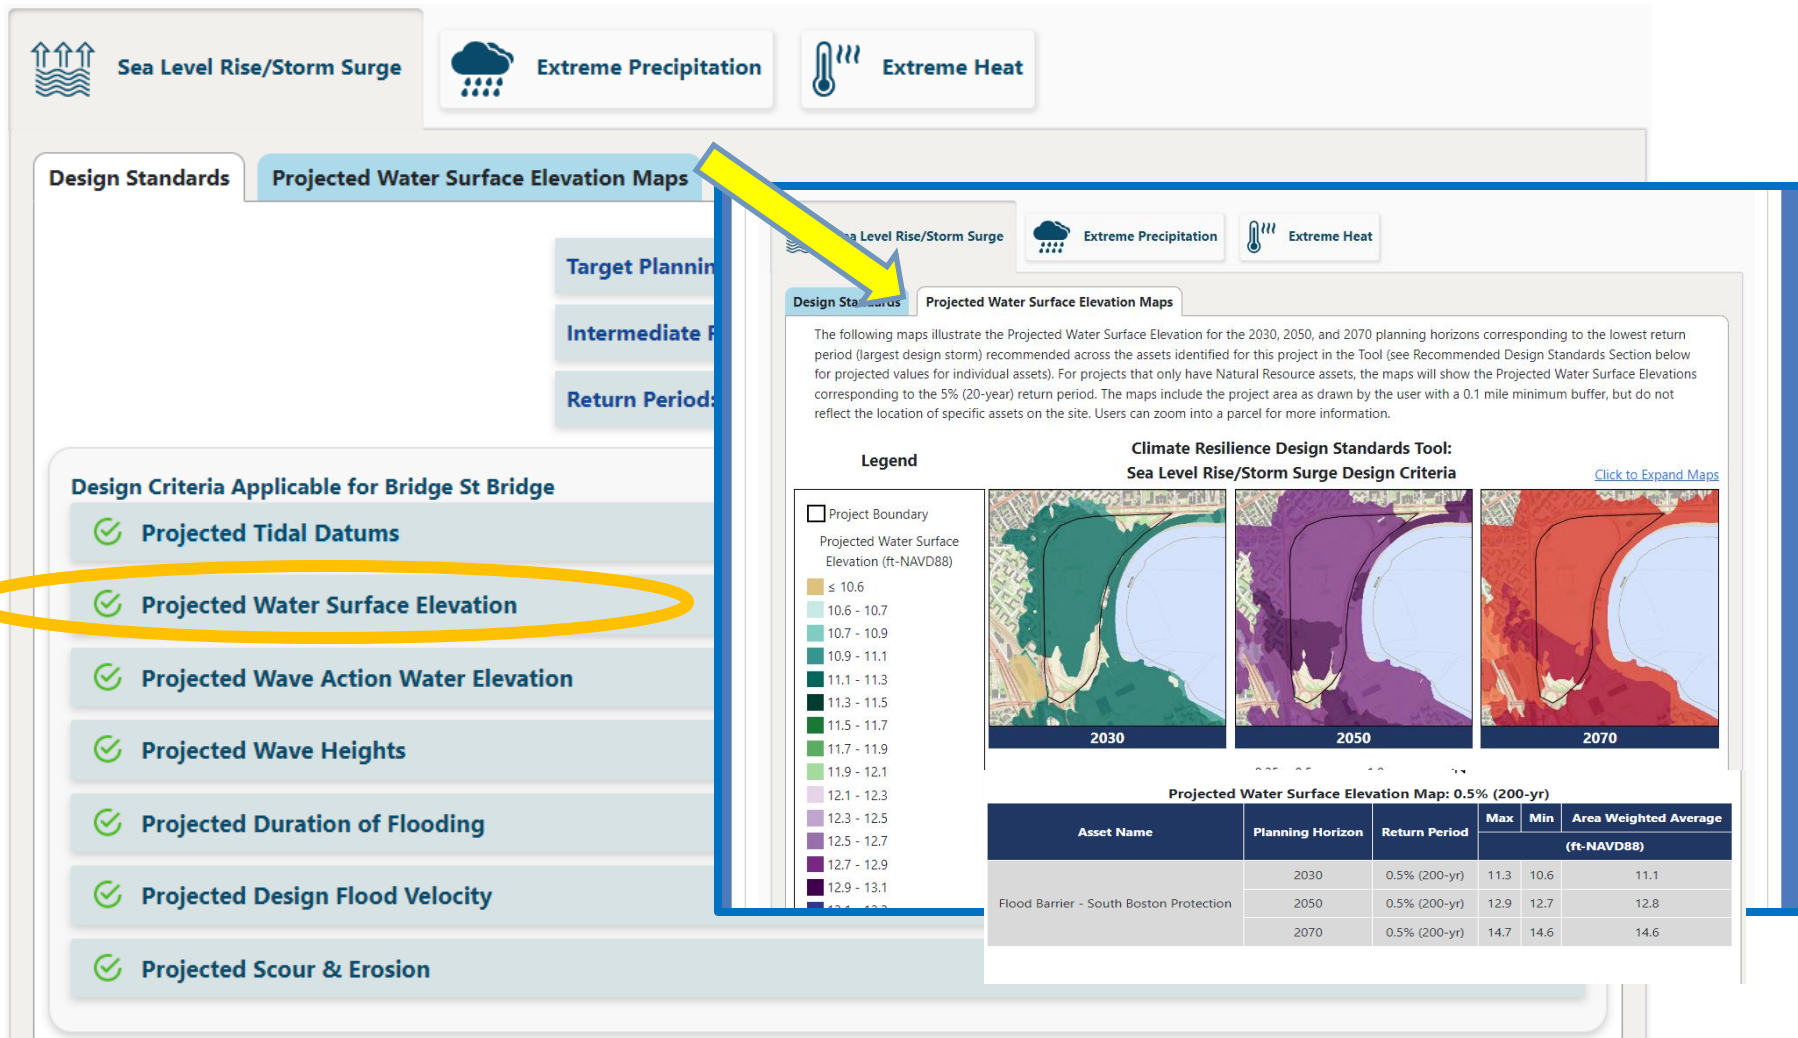 Sea Level Rise/Storm Surge
Extreme Precipitation
Extreme Heat
Design Standards
Projected Water Surface Elevation Maps
Target
Intermediate
Return Period:
Design Criteria Applicable for Bridge St Bridge
Projected Tidal Datums
Projected Water Surface Elevation
Projected Wave Action Water Elevation
Projected Wave Heights
Projected Duration of Flooding
Projected Design Flood Velocity
Projected Scour & Erosion
Level Rise/Storm Surge
Extreme Precipitation
Extreme Heat
Design Standards
Projected Water Surface Elevation Maps
The following maps illustrate the Projected Water Surface Elevation for the 2030, 2050, and 2070 planning horizons corresponding to the lowest return
period (largest design storm) recommended across the assets identified for this project in the Tool (see Recommended Design Standards Section below
for projected values for individual assets). For projects that only have Natural Resource assets, the maps will show the Projected Water Surface Elevations
corresponding to the 5% (20-year) return period. The maps include the project area as drawn by the user with a 0.1 mile minimum buffer, but do not
reflect the location of specific assets on the site. Users can zoom into a parcel for more information.
Legend
Climate Resilience Design Standards Tool:
Sea Level Rise/Storm Surge Design Criteria
Click to Expand Maps
Project Boundary
Projected Water Surface
Elevation (ft-NAVD88)
≤ 10.6
10.6 - 10.7
10.7 - 10.9
10.9 - 11.1
11.1 - 11.3
11.3 - 11.5
11.5 - 11.7
11.7 - 11.9
11.9 - 12.1
12.1 - 12.3
12.3 - 12.5
12.5 - 12.7
12.7 - 12.9
12.9 - 13.1
2030
2050
2070
Projected Water Surface Elevation Map: 0.5% (200-yr)
Asset Name Planning Horizon Return Period Max Min Area Weighted Average
(ft-NAVD88)
2030 0.5% (200-yr) 11.3 10.6 11.1
Flood Barrier - South Boston Protection 2050 0.5% (200-yr) 12.9 12.7 12.8
2070 0.5% (200-yr) 14.7 14.6 14.6